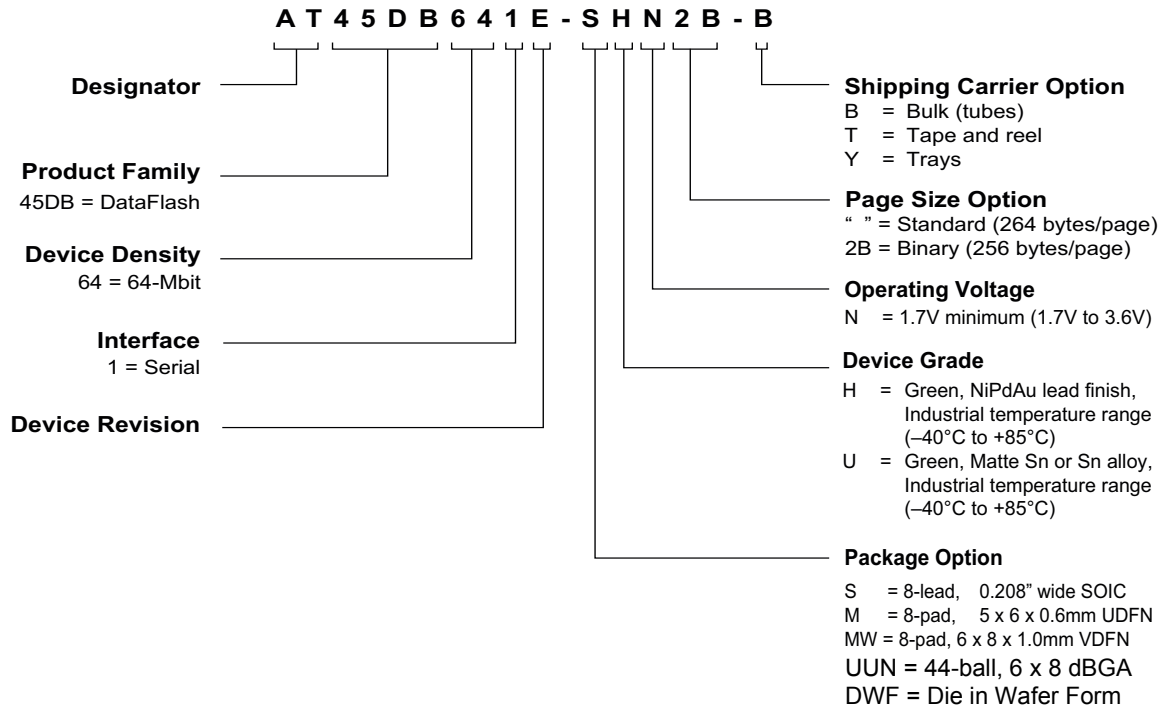 A T 4 5 D B 6 4 1 E - S H N 2 B - B
Designator
Product Family
45DB = DataFlash
Device Density
64 = 64-Mbit
Interface
1 = Serial
Device Revision
Shipping Carrier Option
B = Bulk (tubes)
T = Tape and reel
Y = Trays
Page Size Option
“ ” = Standard (264 bytes/page)
2B = Binary (256 bytes/page)
Operating Voltage
N = 1.7V minimum (1.7V to 3.6V)
Device Grade
H = Green, NiPdAu lead finish,
Industrial temperature range
(–40°C to +85°C)
U = Green, Matte Sn or Sn alloy,
Industrial temperature range
(–40°C to +85°C)
Package Option
S = 8-lead, 0.208” wide SOIC
M = 8-pad, 5 x 6 x 0.6mm UDFN
MW = 8-pad, 6 x 8 x 1.0mm VDFN
UUN = 44-ball, 6 x 8 dBGA
DWF = Die in Wafer Form